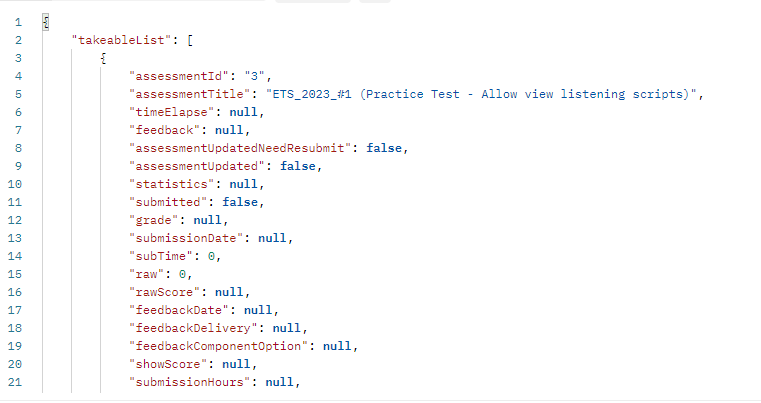 1 {
2 "takeableList": [
3 {
4 "assessmentId": "3",
5 "assessmentTitle": "ETS_2023_#1 (Practice Test - Allow view listening scripts)",
6 "timeElapse": null,
7 "feedback": null,
8 "assessmentUpdatedNeedResubmit": false,
9 "assessmentUpdated": false,
10 "statistics": null,
11 "submitted": false,
12 "grade": null,
13 "submissionDate": null,
14 "subTime": 0,
15 "raw": 0,
16 "rawScore": null,
17 "feedbackDate": null,
18 "feedbackDelivery": null,
19 "feedbackComponentOption": null,
20 "showScore": null,
21 "submissionHours": null,